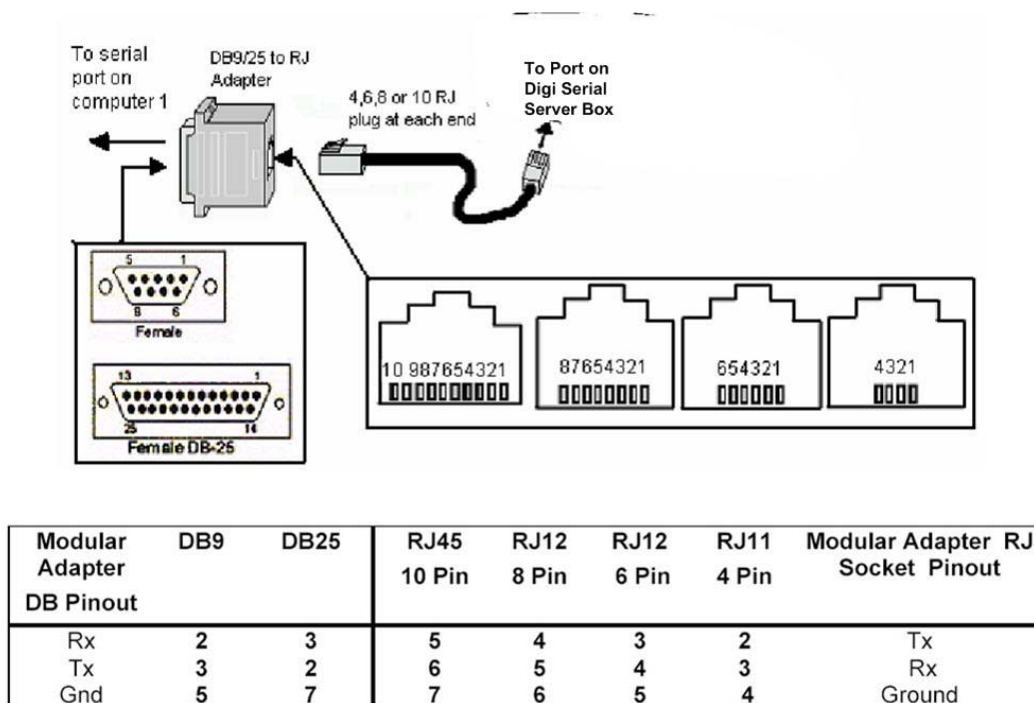 To serial
port on
computer 1
DB9/25 to RJ
Adapter
4,6,8 or 10 RJ
plug at each end
To Port on
Digi Serial
Server Box
5 1
9 6
Female
13 1
25 14
Female DB-25
10 987654321
87654321
654321
4321
Modular Adapter DB Pinout DB9 DB25 RJ45 10 Pin RJ12 8 Pin RJ12 6 Pin RJ11 4 Pin Modular Adapter RJ Socket Pinout
Rx 2 3 5 4 3 2 Tx
Tx 3 2 6 5 4 3 Rx
Gnd 5 7 7 6 5 4 Ground